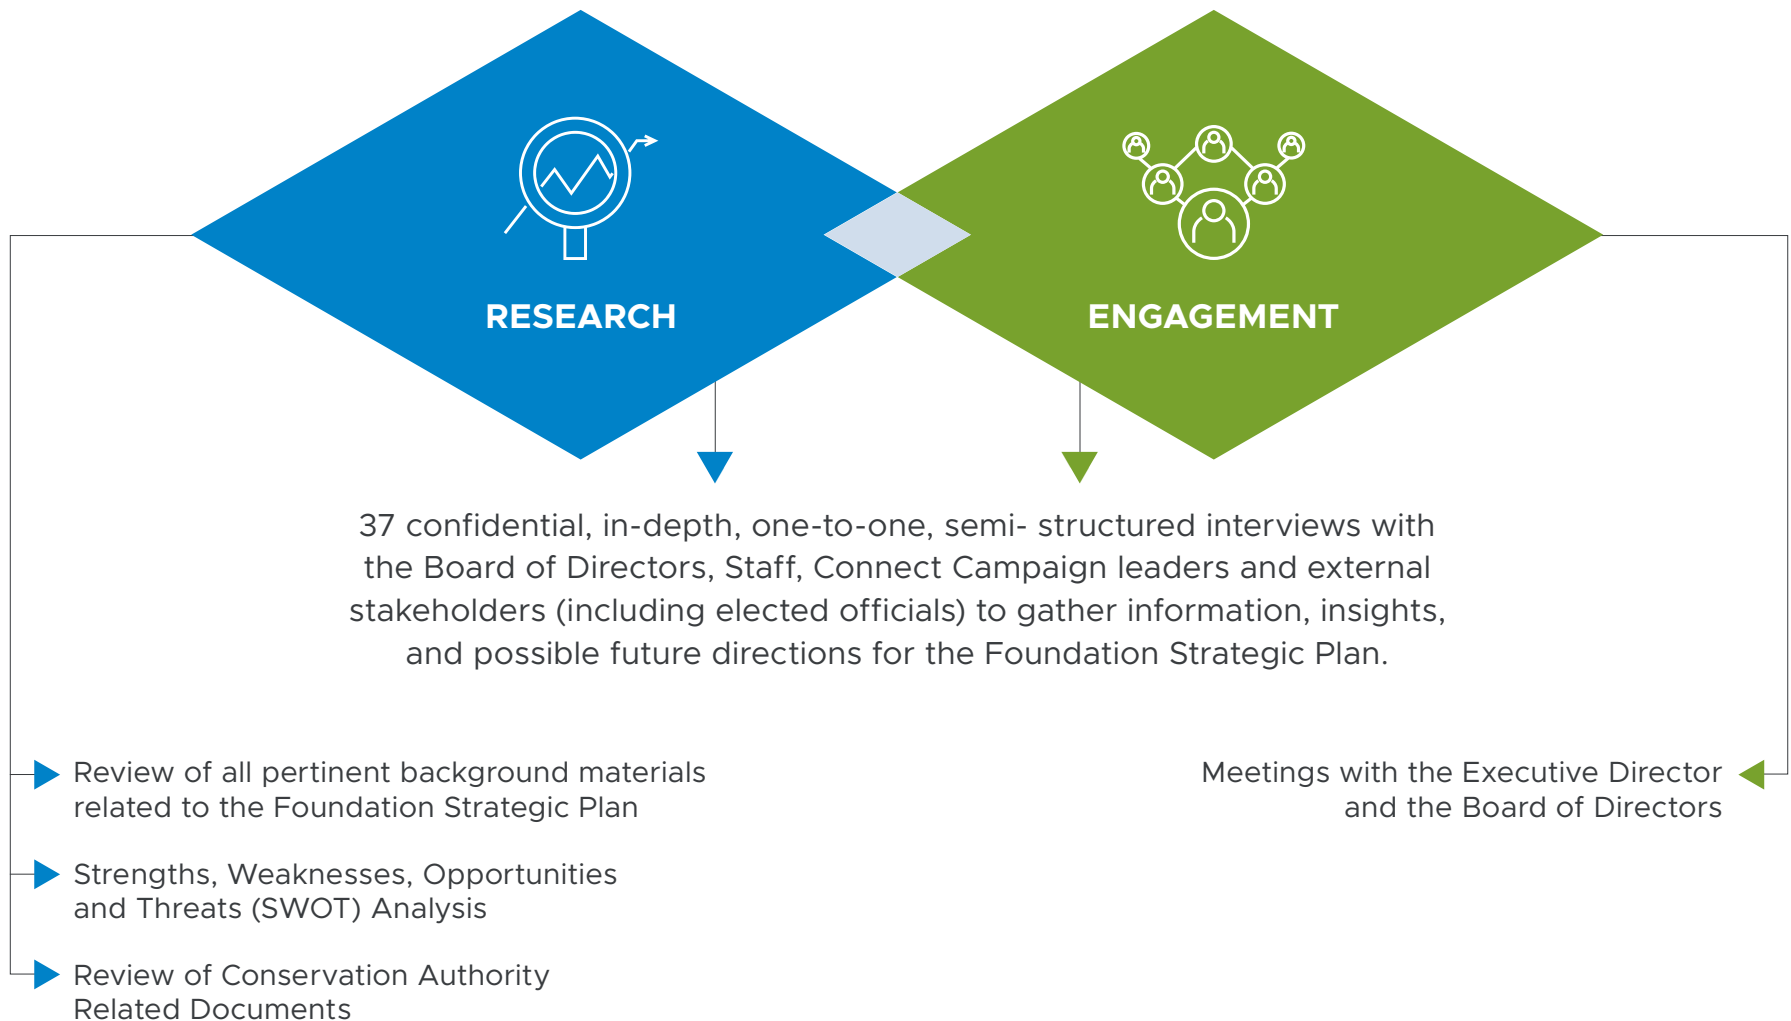 RESEARCH
ENGAGEMENT
37 confidential, in-depth, one-to-one, semi- structured interviews with
the Board of Directors, Staff, Connect Campaign leaders and external
stakeholders (including elected officials) to gather information, insights,
and possible future directions for the Foundation Strategic Plan.
Review of all pertinent background materials
related to the Foundation Strategic Plan
Strengths, Weaknesses, Opportunities
and Threats (SWOT) Analysis
Review of Conservation Authority
Related Documents
Meetings with the Executive Director
and the Board of Directors